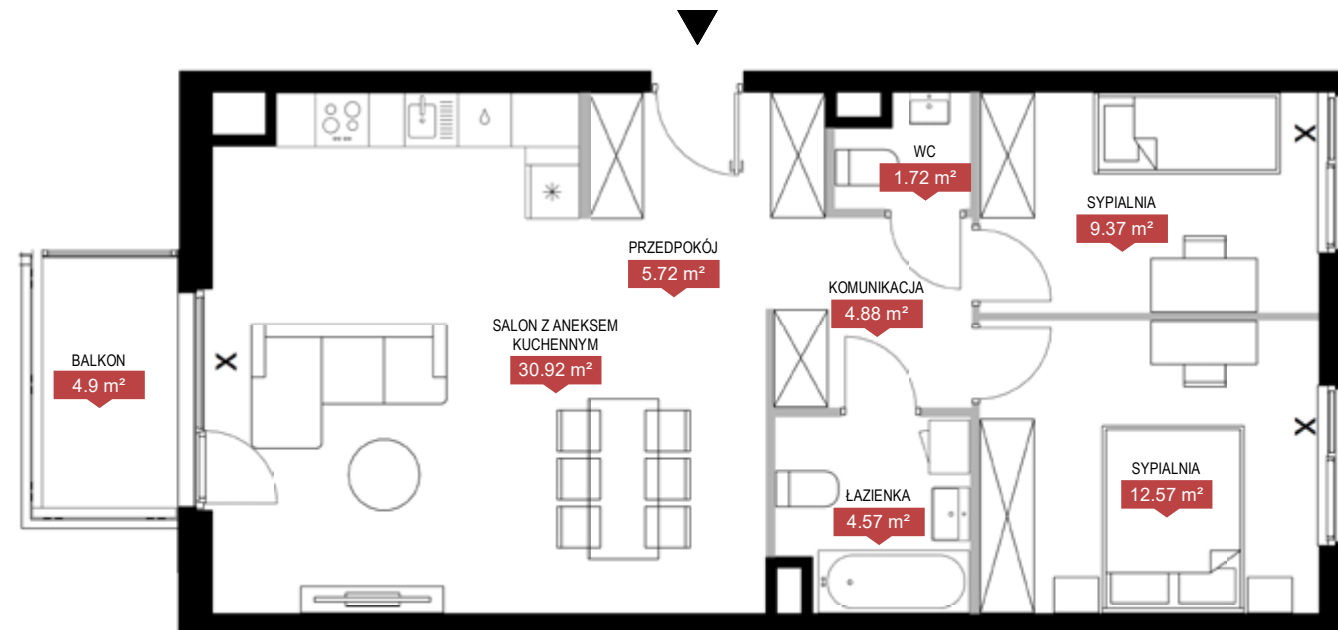 WC
1.72 m²
SYPIALNIA
9.37 m²
PRZEDPOKÓJ
5.72 m²
KOMUNIKACJA
4.88 m²
SALON Z ANEKSEM
KUCHENNYM
30.92 m²
BALKON
4.9 m²
SYPIALNIA
12.57 m²
ŁAZIENKA
4.57 m²